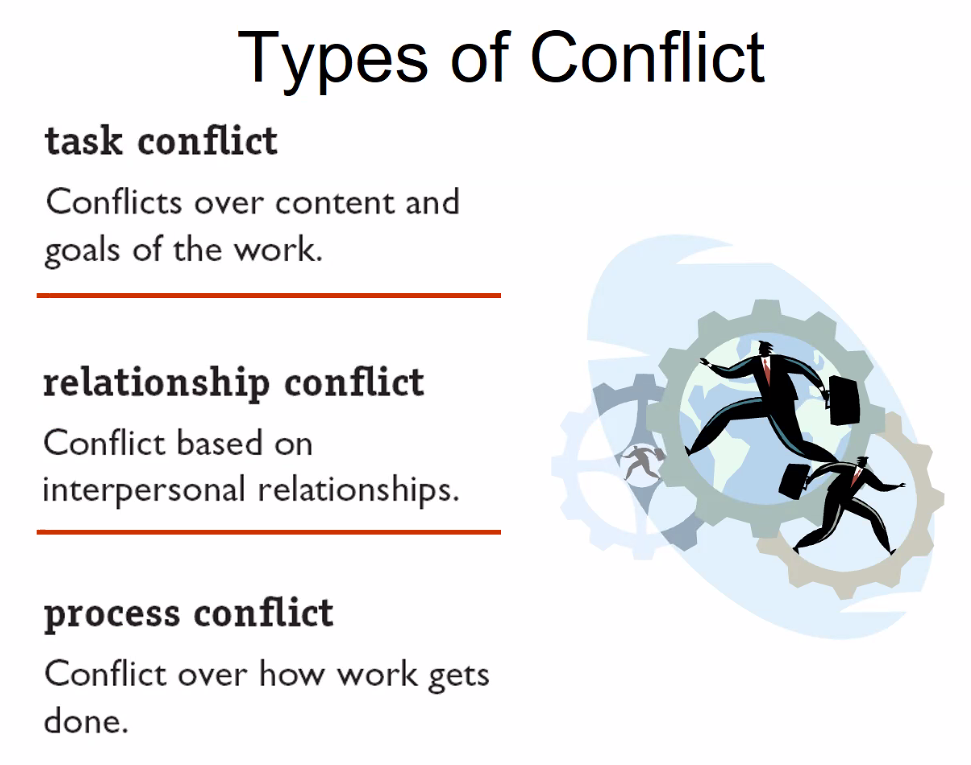 Types of Conflict
task conflict
Conflicts over content and
goals of the work.
relationship conflict
Conflict based on
interpersonal relationships.
process conflict
Conflict over how work gets
done.